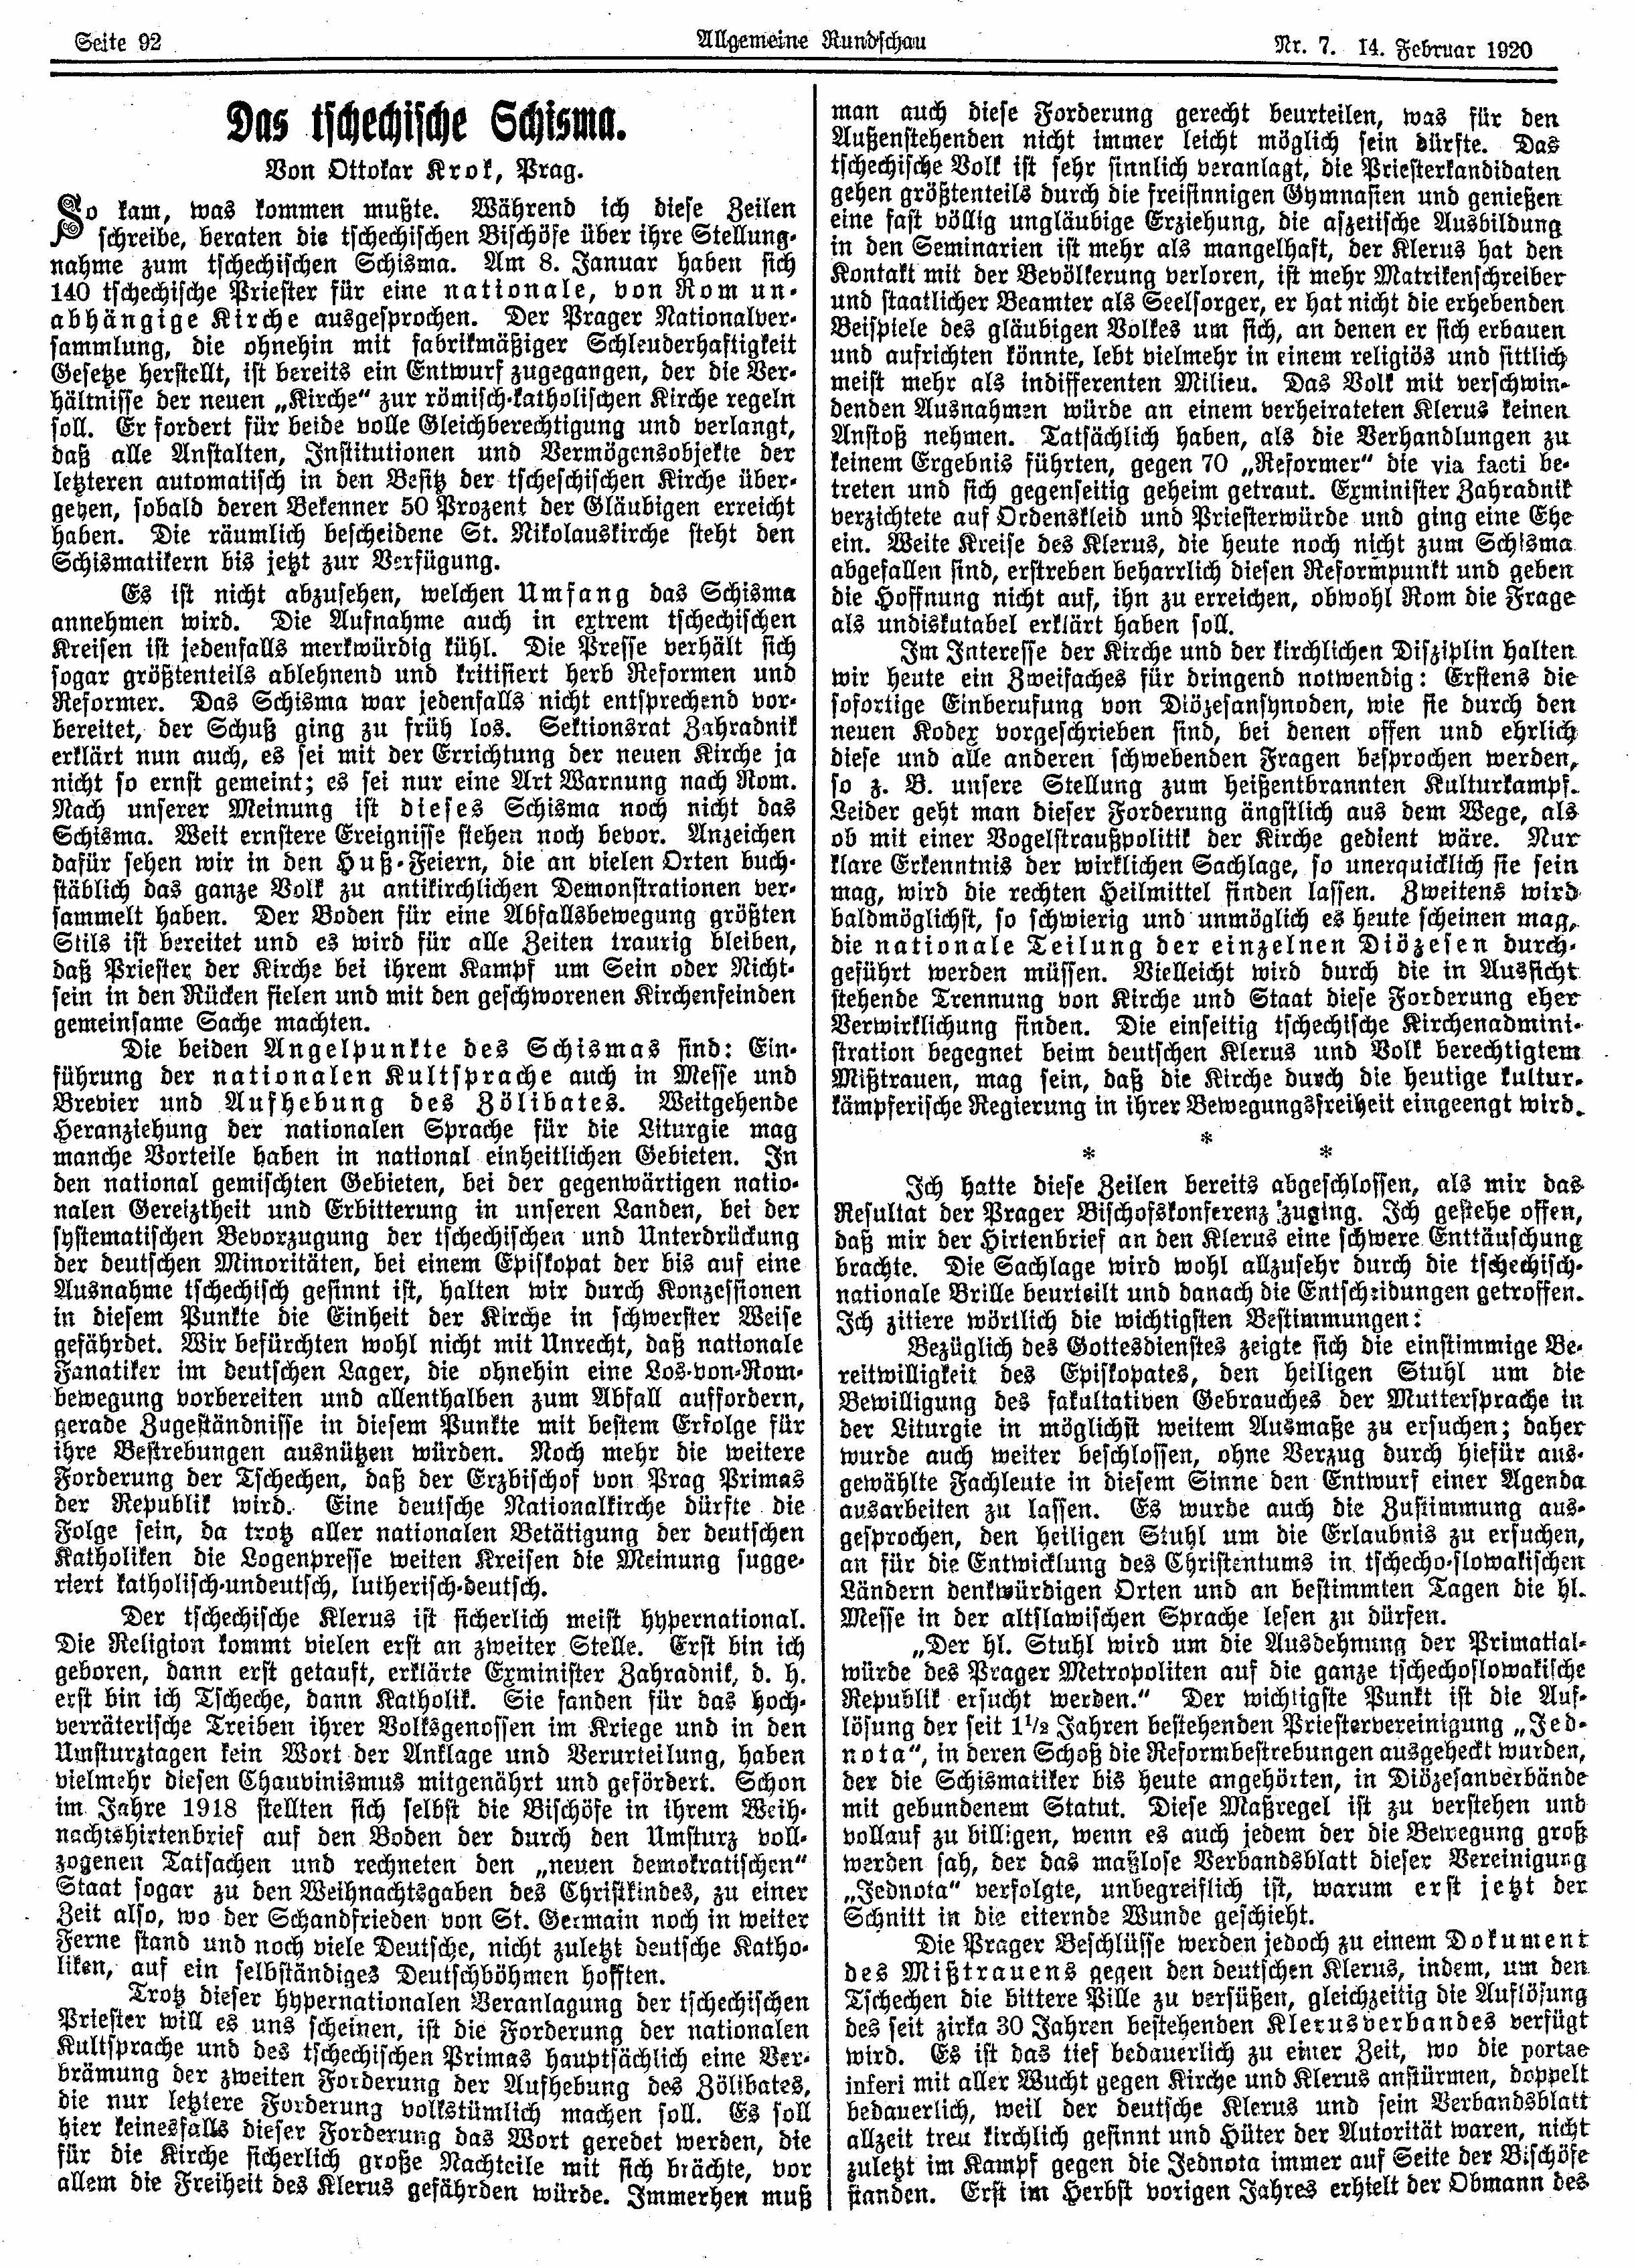 Seite 92
Allgemeine Rundschau
Nr. 7. 14. Februar 1920
Das tschechische Schisma.
Von Ottokar Krok, Prag.
So kam, was kommen mußte. Während ich diese Zeilen
schreibe, beraten die tschechischen Bischöfe über ihre Stellung-
nahme zum tschechischen Schisma. Am 8. Januar haben sich
140 tschechische Priester für eine nationale, von Rom un-
abhängige Kirche ausgesprochen. Der Prager Nationalver-
sammlung, die ohnehin mit fabrikmäßiger Schleuderhaftigkeit
Gesetze herstellt, ist bereits ein Entwurf zugegangen, der die Ver-
hältnisse der neuen „Kirche“ zur römisch-katholischen Kirche regeln
soll. Er fordert für beide volle Gleichberechtigung und verlangt,
daß alle Anstalten, Institutionen und Vermögensobjekte der
letzteren automatisch in den Besitz der tscheschischen Kirche über-
gehen, sobald deren Bekenner 50 Prozent der Gläubigen erreicht
haben. Die räumlich bescheidene St. Nikolauskirche steht den
Schismatikern bis jetzt zur Verfügung.
Es ist nicht abzusehen, welchen Umfang das Schisma
annehmen wird. Die Aufnahme auch in extrem tschechischen
Kreisen ist jedenfalls merkwürdig kühl. Die Presse verhält sich
sogar größtenteils ablehnend und kritisiert herb Reformen und
Reformer. Das Schisma war jedenfalls nicht entsprechend vor-
bereitet, der Schuß ging zu früh los. Sektionsrat Zahradnik
erklärt nun auch, es sei mit der Errichtung der neuen Kirche ja
nicht so ernst gemeint; es sei nur eine Art Warnung nach Rom.
Nach unserer Meinung ist dieses Schisma noch nicht das
Schisma. Weit ernstere Ereignisse stehen noch bevor. Anzeichen
dafür sehen wir in den Huß-Feiern, die an vielen Orten buch-
stäblich das ganze Volk zu antikirchlichen Demonstrationen ver-
sammelt haben. Der Boden für eine Abfallsbewegung größten
Stils ist bereitet und es wird für alle Zeiten traurig bleiben,
daß Priester der Kirche bei ihrem Kampf um Sein oder Nicht-
sein in den Rücken fielen und mit den geschworenen Kirchenfeinden
gemeinsame Sache machten.
Die beiden Angelpunkte des Schismas sind: Ein-
führung der nationalen Kultsprache auch in Messe und
Brevier und Aufhebung des Zölibates. Weitgehende
Heranziehung der nationalen Sprache für die Liturgie mag
manche Vorteile haben in national einheitlichen Gebieten. In
den national gemischten Gebieten, bei der gegenwärtigen natio-
nalen Gereiztheit und Erbitterung in unseren Landen, bei der
systematischen Bevorzugung der tschechischen und Unterdrückung
der deutschen Minoritäten, bei einem Episkopat der bis auf eine
Ausnahme tschechisch gesinnt ist, halten wir durch Konzessionen
in diesem Punkte die Einheit der Kirche in schwerster Weise
gefährdet. Wir befürchten wohl nicht mit Unrecht, daß nationale
Fanatiker im deutschen Lager, die ohnehin eine Los-von-Rom-
bewegung vorbereiten und allenthalben zum Abfall auffordern,
gerade Zugeständnisse in diesem Punkte mit bestem Erfolge für
ihre Bestrebungen ausnützen würden. Noch mehr die weitere
Forderung der Tschechen, daß der Erzbischof von Prag Primas
der Republik wird. Eine deutsche Nationalkirche dürfte die
Folge sein, da trotz aller nationalen Betätigung der deutschen
Katholiken die Logenpresse weiten Kreisen die Meinung sugge-
riert katholisch-undeutsch, lutherisch-deutsch.
Der tschechische Klerus ist sicherlich meist hypernational.
Die Religion kommt vielen erst an zweiter Stelle. Erst bin ich
geboren, dann erst getauft, erklärte Exminister Zahradnik, d. h.
erst bin ich Tscheche, dann Katholik. Sie fanden für das hoch-
verräterische Treiben ihrer Volksgenossen im Kriege und in den
Umsturztagen kein Wort der Anklage und Verurteilung, haben
vielmehr diesen Chauvinismus mitgenährt und gefördert. Schon
im Jahre 1918 stellten sich selbst die Bischöfe in ihrem Weih-
nachtshirtenbrief auf den Boden der durch den Umsturz voll-
zogenen Tatsachen und rechneten den „neuen demokratischen“
Staat sogar zu den Weihnachtsgaben des Christkindes, zu einer
Zeit also, wo der Schandfrieden von St. Germain noch in weiter
Ferne stand und noch viele Deutsche, nicht zuletzt deutsche Katho-
liken, auf ein selbständiges Deutschböhmen hofften.
Trotz dieser hypernationalen Veranlagung der tschechischen
Priester will es uns scheinen, ist die Forderung der nationalen
Kultsprache und des tschechischen Primas hauptsächlich eine Ver-
brämung der zweiten Forderung der Aufhebung des Zölibates,
die nur letztere Forderung volkstümlich machen soll. Es soll
hier keinesfalls dieser Forderung das Wort geredet werden, die
für die Kirche sicherlich große Nachteile mit sich brächte, vor
allem die Freiheit des Klerus gefährden würde. Immerhen muß
man auch diese Forderung gerecht beurteilen, was für den
Außenstehenden nicht immer leicht möglich sein dürfte. Das
tschechische Volk ist sehr sinnlich veranlagt, die Priesterkandidaten
gehen größtenteils durch die freisinnigen Gymnasien und genießen
eine fast völlig ungläubige Erziehung, die aszetische Ausbildung
in den Seminarien ist mehr als mangelhaft, der Klerus hat den
Kontakt mit der Bevölkerung verloren, ist mehr Matrikenschreiber
und staatlicher Beamter als Seelsorger, er hat nicht die erhebenden
Beispiele des gläubigen Volkes um sich, an denen er sich erbauen
und aufrichten könnte, lebt vielmehr in einem religiös und sittlich
meist mehr als indifferenten Milieu. Das Volk mit verschwin-
denden Ausnahmen würde an einem verheirateten Klerus keinen
Anstoß nehmen. Tatsächlich haben, als die Verhandlungen zu
keinem Ergebnis führten, gegen 70 „Reformer“ die via facti be-
treten und sich gegenseitig geheim getraut. Exminister Zahradnik
verzichtete auf Ordenskleid und Priesterwürde und ging eine Ehe
ein. Weite Kreise des Klerus, die heute noch nicht zum Schisma
abgefallen sind, erstreben beharrlich diesen Reformpunkt und geben
die Hoffnung nicht auf, ihn zu erreichen, obwohl Rom die Frage
als undiskutabel erklärt haben soll.
Im Interesse der Kirche und der kirchlichen Disziplin halten
wir heute ein Zweifaches für dringend notwendig: Erstens die
sofortige Einberufung von Diözesansynoden, wie sie durch den
neuen Kodex vorgeschrieben sind, bei denen offen und ehrlich
diese und alle anderen schwebenden Fragen besprochen werden,
so z. B. unsere Stellung zum heißentbrannten Kulturkampf.
Leider geht man dieser Forderung ängstlich aus dem Wege, als
ob mit einer Vogelstraußpolitik der Kirche gedient wäre. Nur
klare Erkenntnis der wirklichen Sachlage, so unerquicklich sie sein
mag, wird die rechten Heilmittel finden lassen. Zweitens wird
baldmöglichst, so schwierig und unmöglich es heute scheinen mag,
die nationale Teilung der einzelnen Diözesen durch-
geführt werden müssen. Vielleicht wird durch die in Aussicht
stehende Trennung von Kirche und Staat diese Forderung eher
Verwirklichung finden. Die einseitig tschechische Kirchenadmini-
stration begegnet beim deutschen Klerus und Volk berechtigtem
Mißtrauen, mag sein, daß die Kirche durch die heutige kultur-
kämpferische Regierung in ihrer Bewegungsfreiheit eingeengt wird.
* * *
Ich hatte diese Zeilen bereits abgeschlossen, als mir das
Resultat der Prager Bischofskonferenz zuging. Ich gestehe offen,
daß mir der Hirtenbrief an den Klerus eine schwere Enttäuschung
brachte. Die Sachlage wird wohl allzusehr durch die tschechisch-
nationale Brille beurteilt und danach die Entscheidungen getroffen.
Ich zitiere wörtlich die wichtigsten Bestimmungen:
Bezüglich des Gottesdienstes zeigte sich die einstimmige Be-
reitwilligkeit des Episkopates, den heiligen Stuhl um die
Bewilligung des fakultativen Gebrauches der Muttersprache in
der Liturgie in möglichst weitem Ausmaße zu ersuchen; daher
wurde auch weiter beschlossen, ohne Verzug durch hiefür aus-
gewählte Fachleute in diesem Sinne den Entwurf einer Agenda
ausarbeiten zu lassen. Es wurde auch die Zustimmung aus-
gesprochen, den heiligen Stuhl um die Erlaubnis zu ersuchen,
an für die Entwicklung des Christentums in tschecho-slowakischen
Ländern denkwürdigen Orten und an bestimmten Tagen die hl.
Messe in der altslawischen Sprache lesen zu dürfen.
„Der hl. Stuhl wird um die Ausdehnung der Primatial-
würde des Prager Metropoliten auf die ganze tschechoslowakische
Republik ersucht werden.“ Der wichtigste Punkt ist die Auf-
lösung der seit 1½ Jahren bestehenden Priestervereinigung „Jed-
nota“, in deren Schoß die Reformbestrebungen ausgeheckt wurden,
der die Schismatiker bis heute angehörten, in Diözesanverbände
mit gebundenem Statut. Diese Maßregel ist zu verstehen und
vollauf zu billigen, wenn es auch jedem der die Bewegung groß
werden sah, der das maßlose Verbandsblatt dieser Vereinigung
„Jednota“ verfolgte, unbegreiflich ist, warum erst jetzt der
Schnitt in die eiternde Wunde geschieht.
Die Prager Beschlüsse werden jedoch zu einem Dokument
des Mißtrauens gegen den deutschen Klerus, indem, um den
Tschechen die bittere Pille zu versüßen, gleichzeitig die Auflösung
des seit zirka 30 Jahren bestehenden Klerusverbandes verfügt
wird. Es ist das tief bedauerlich zu einer Zeit, wo die portae
inferi mit aller Wucht gegen Kirche und Klerus anstürmen, doppelt
bedauerlich, weil der deutsche Klerus und sein Verbandsblatt
allzeit treu kirchlich gesinnt und Hüter der Autorität waren, nicht
zuletzt im Kampf gegen die Jednota immer auf Seite der Bischöfe
standen. Erst im Herbst vorigen Jahres erhielt der Obmann des